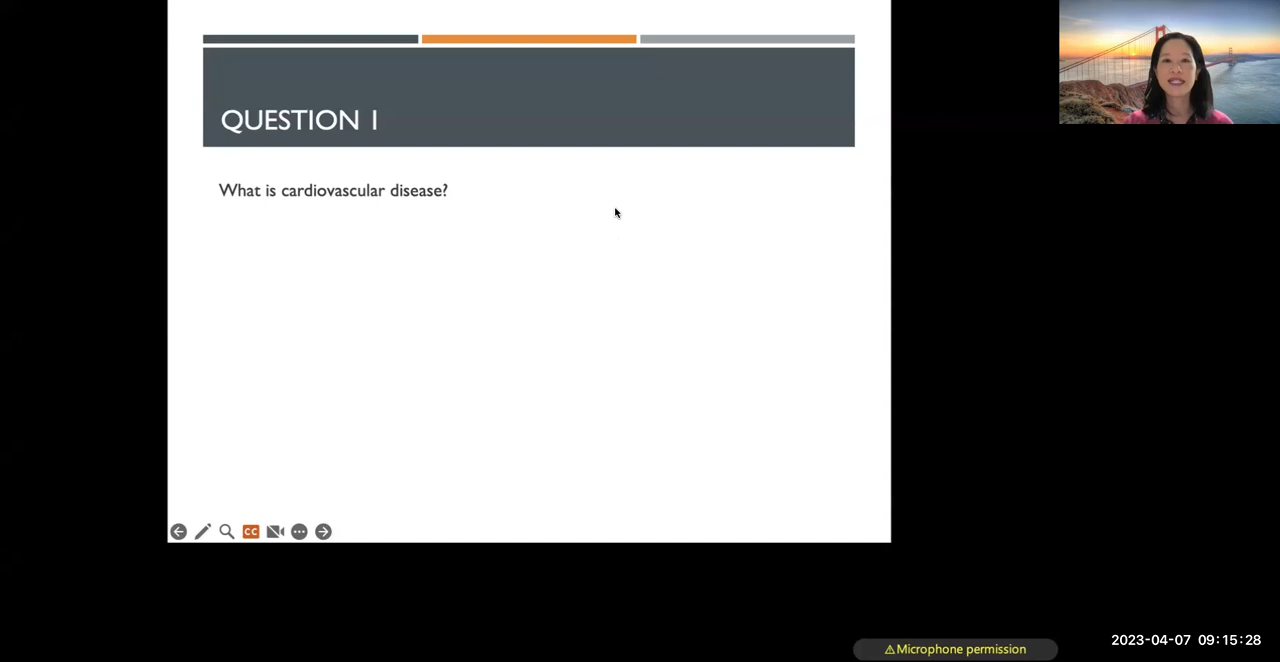 QUESTION 1
What is cardiovascular disease?
CC
⚠Microphone permission
2023-04-07 09:15:28